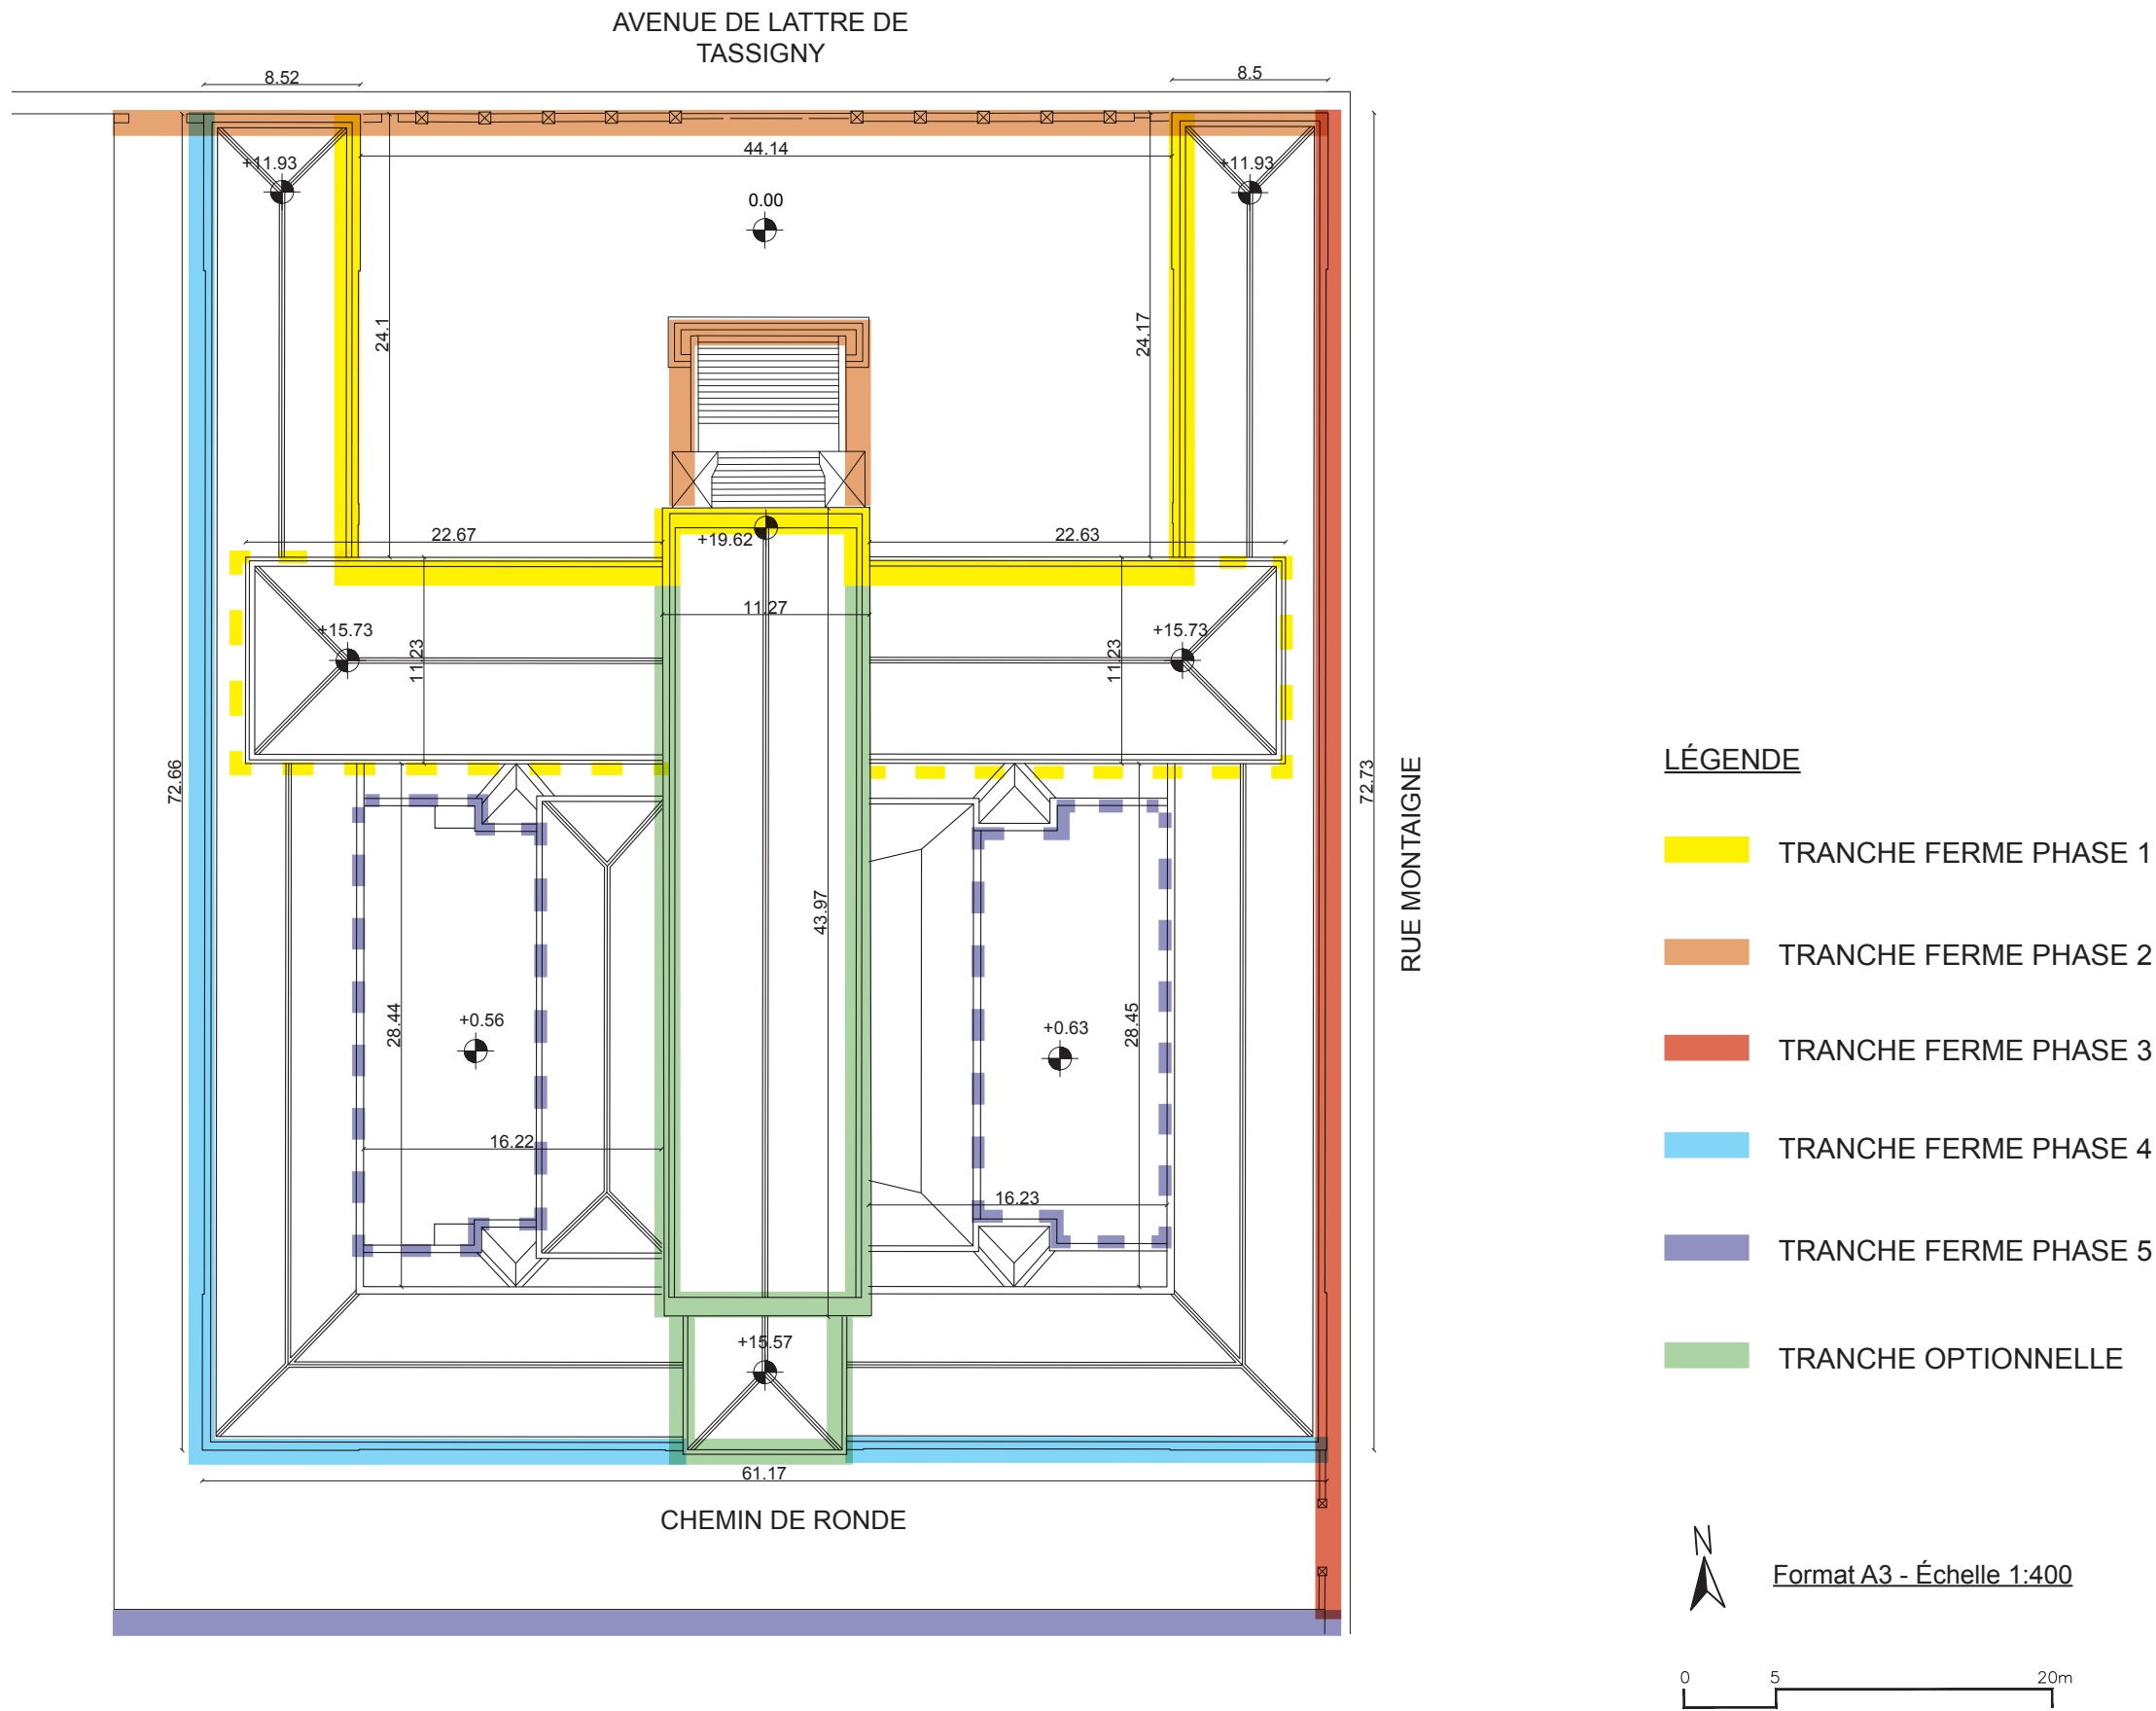 AVENUE DE LATTRE DE
TASSIGNY
8.52
8.5
44.14
+11.93
+11.93
0.00
24.1
24.17
22.67
+19.62
22.63
11.27
+15.73
11.23
11.23
+15.73
72.66
72.73
RUE MONTAIGNE
43.97
28.44
+0.56
+0.63
28.45
16.22
16.23
+15.57
61.17
CHEMIN DE RONDE
LÉGENDE
TRANCHE FERME PHASE 1
TRANCHE FERME PHASE 2
TRANCHE FERME PHASE 3
TRANCHE FERME PHASE 4
TRANCHE FERME PHASE 5
TRANCHE OPTIONNELLE
N
Format A3 - Échelle 1:400
0 5 20m